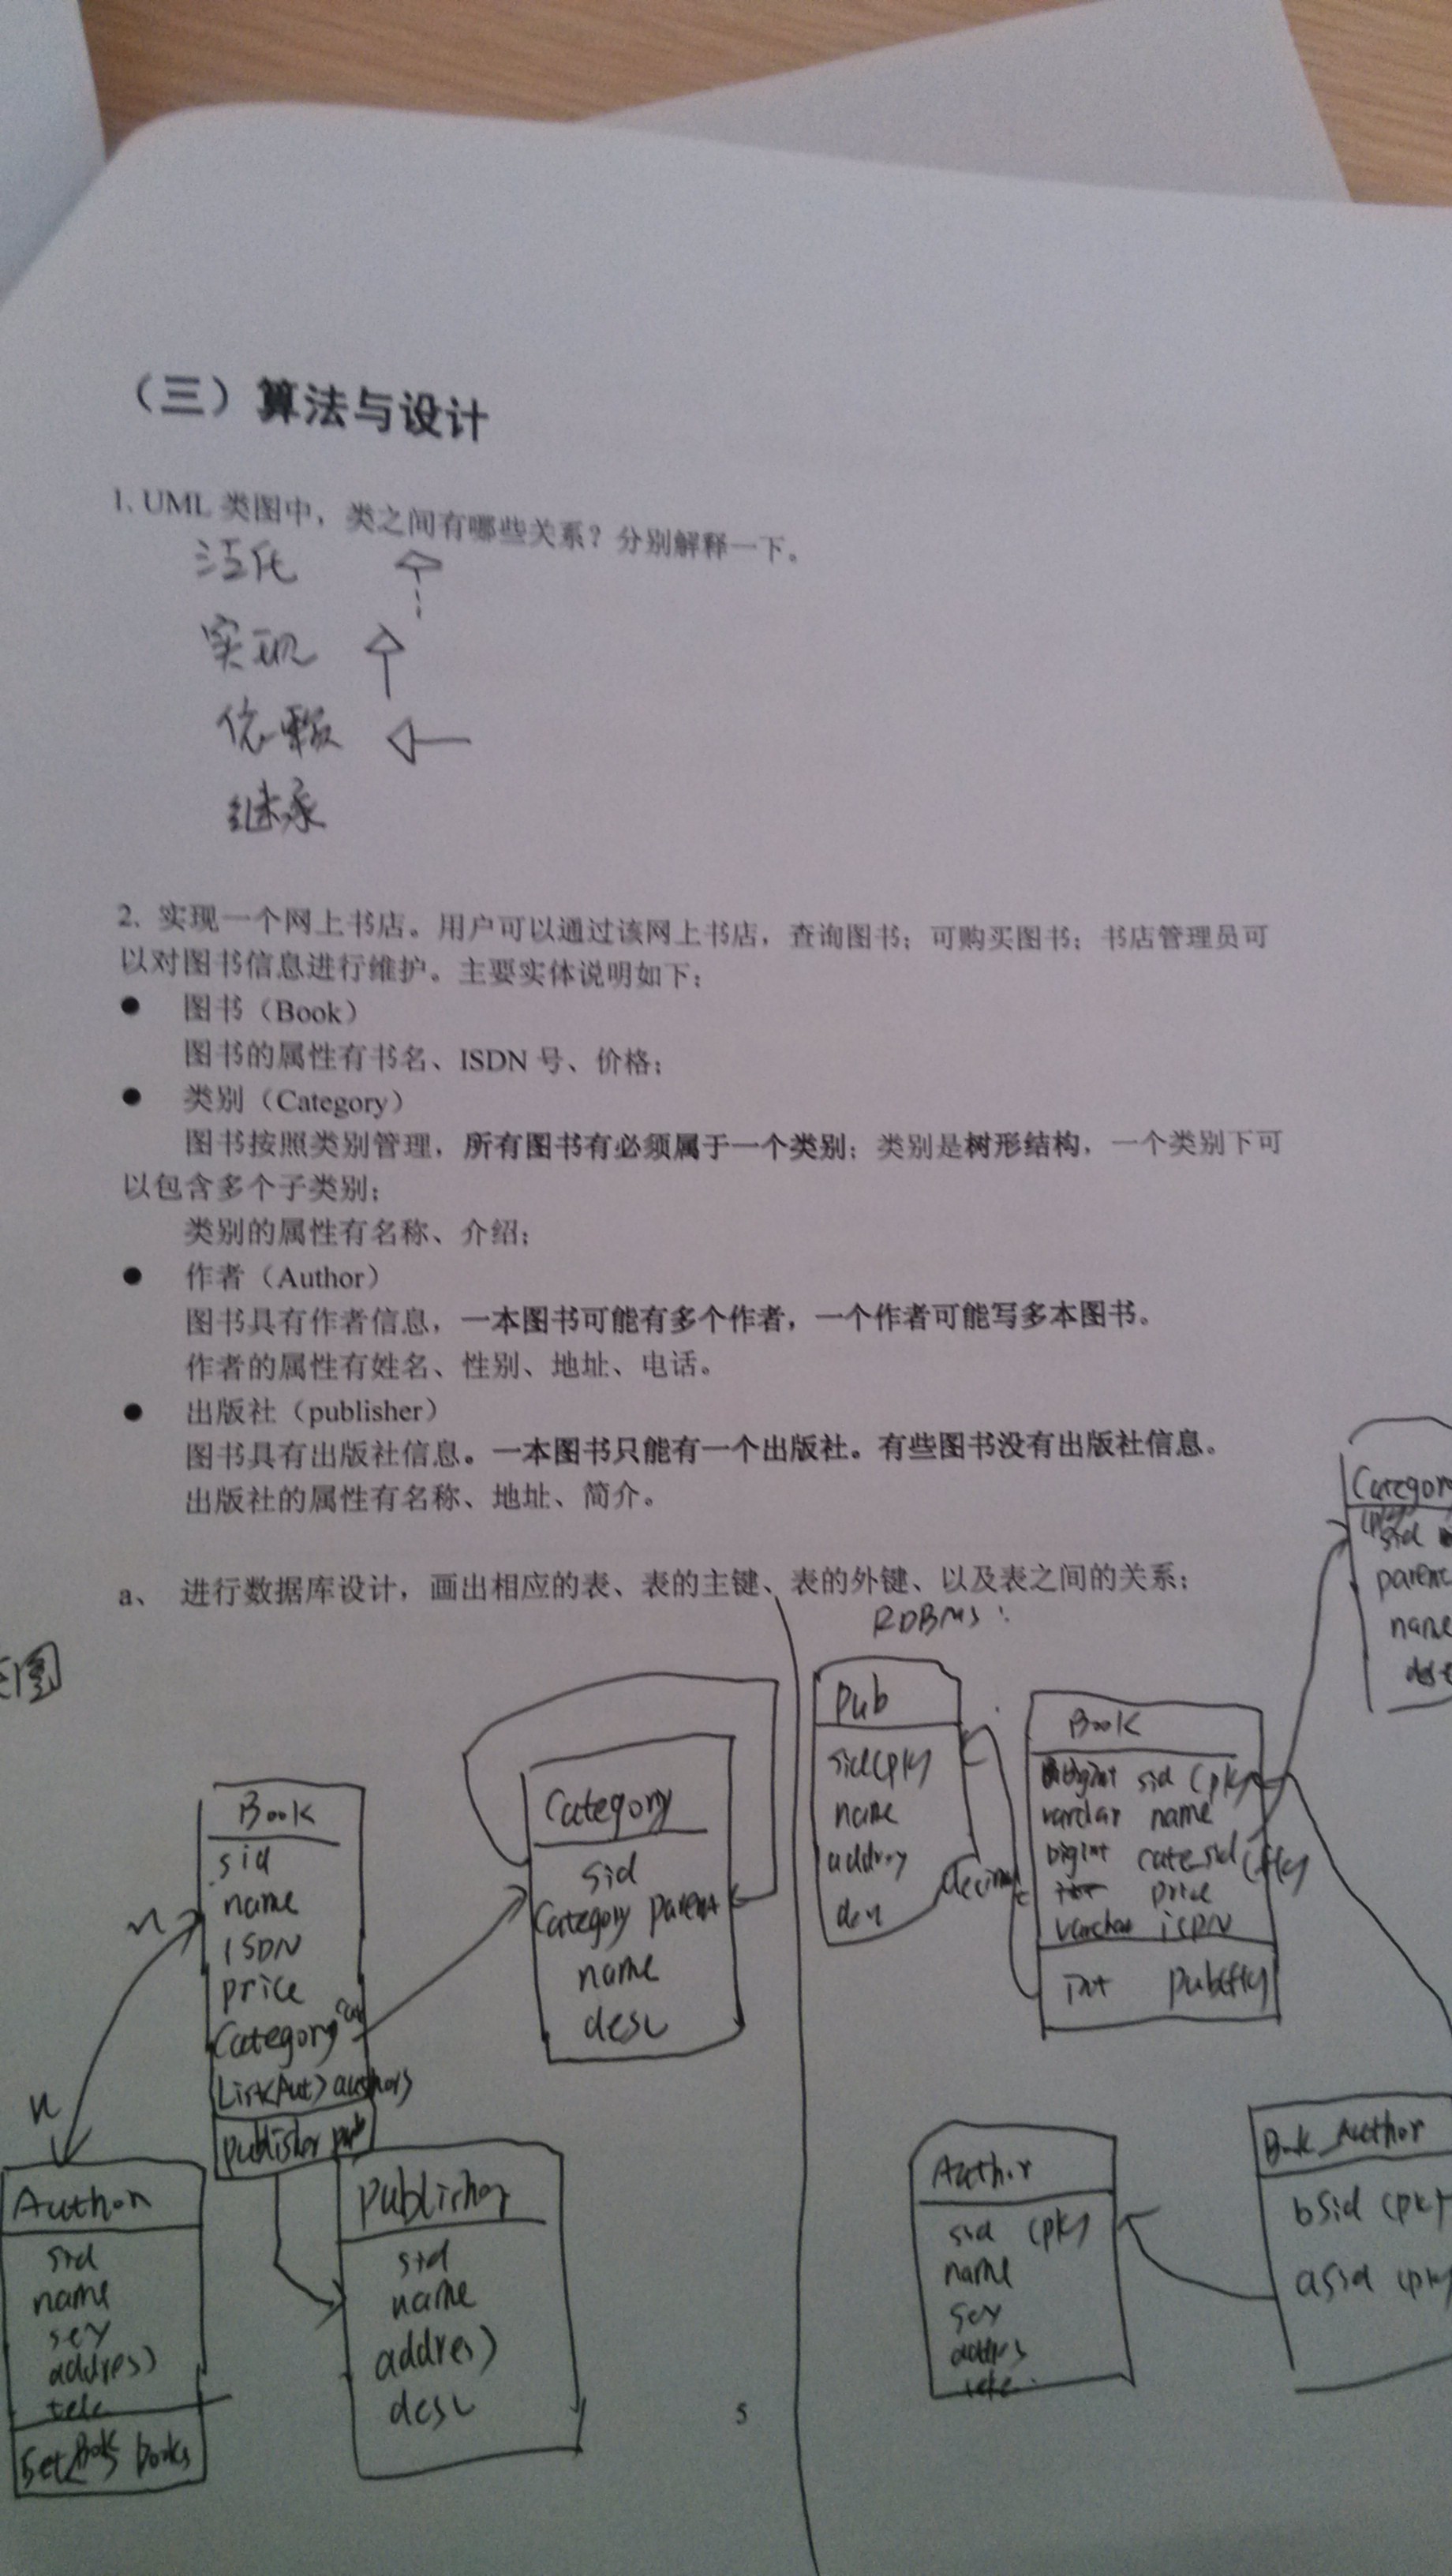 （三）算法与设计
1. UML 类图中，类之间有哪些关系？分别解释一下。
泛化
实现
依赖
继承
2. 实现一个网上书店。用户可以通过该网上书店，查询图书；可购买图书；书店管理员可
以对图书信息进行维护。主要实体说明如下：
● 图书（Book）
图书的属性有书名、ISDN 号、价格；
● 类别（Category）
图书按照类别管理，所有图书有必须属于一个类别；类别是树形结构，一个类别下可
以包含多个子类别；
类别的属性有名称、介绍；
● 作者（Author）
图书具有作者信息，一本图书可能有多个作者，一个作者可能写多本图书。
作者的属性有姓名、性别、地址、电话。
● 出版社（publisher）
图书具有出版社信息。一本图书只能有一个出版社。有些图书没有出版社信息。
出版社的属性有名称、地址、简介。
a、 进行数据库设计，画出相应的表、表的主键、表的外键、以及表之间的关系；
图
Book
sid
name
ISDN
price
Category
List<Aut> authors
publisher pub
n
n
Category
sid
Category parent
name
desc
Author
sid
name
sex
address
tele
Set<Book> books
publisher
sid
name
address
desc
RDBMS：
pub
sid(pk)
name
decimal
Book
bigint sid (pk)
varchar name
bigint cate_sid (fk)
price
varchar
int pub(fk)
Category
sid
name
Author
sid (pk)
name
sex
address
tele
Book_Author
bsid (pk)
asid (pk)
5